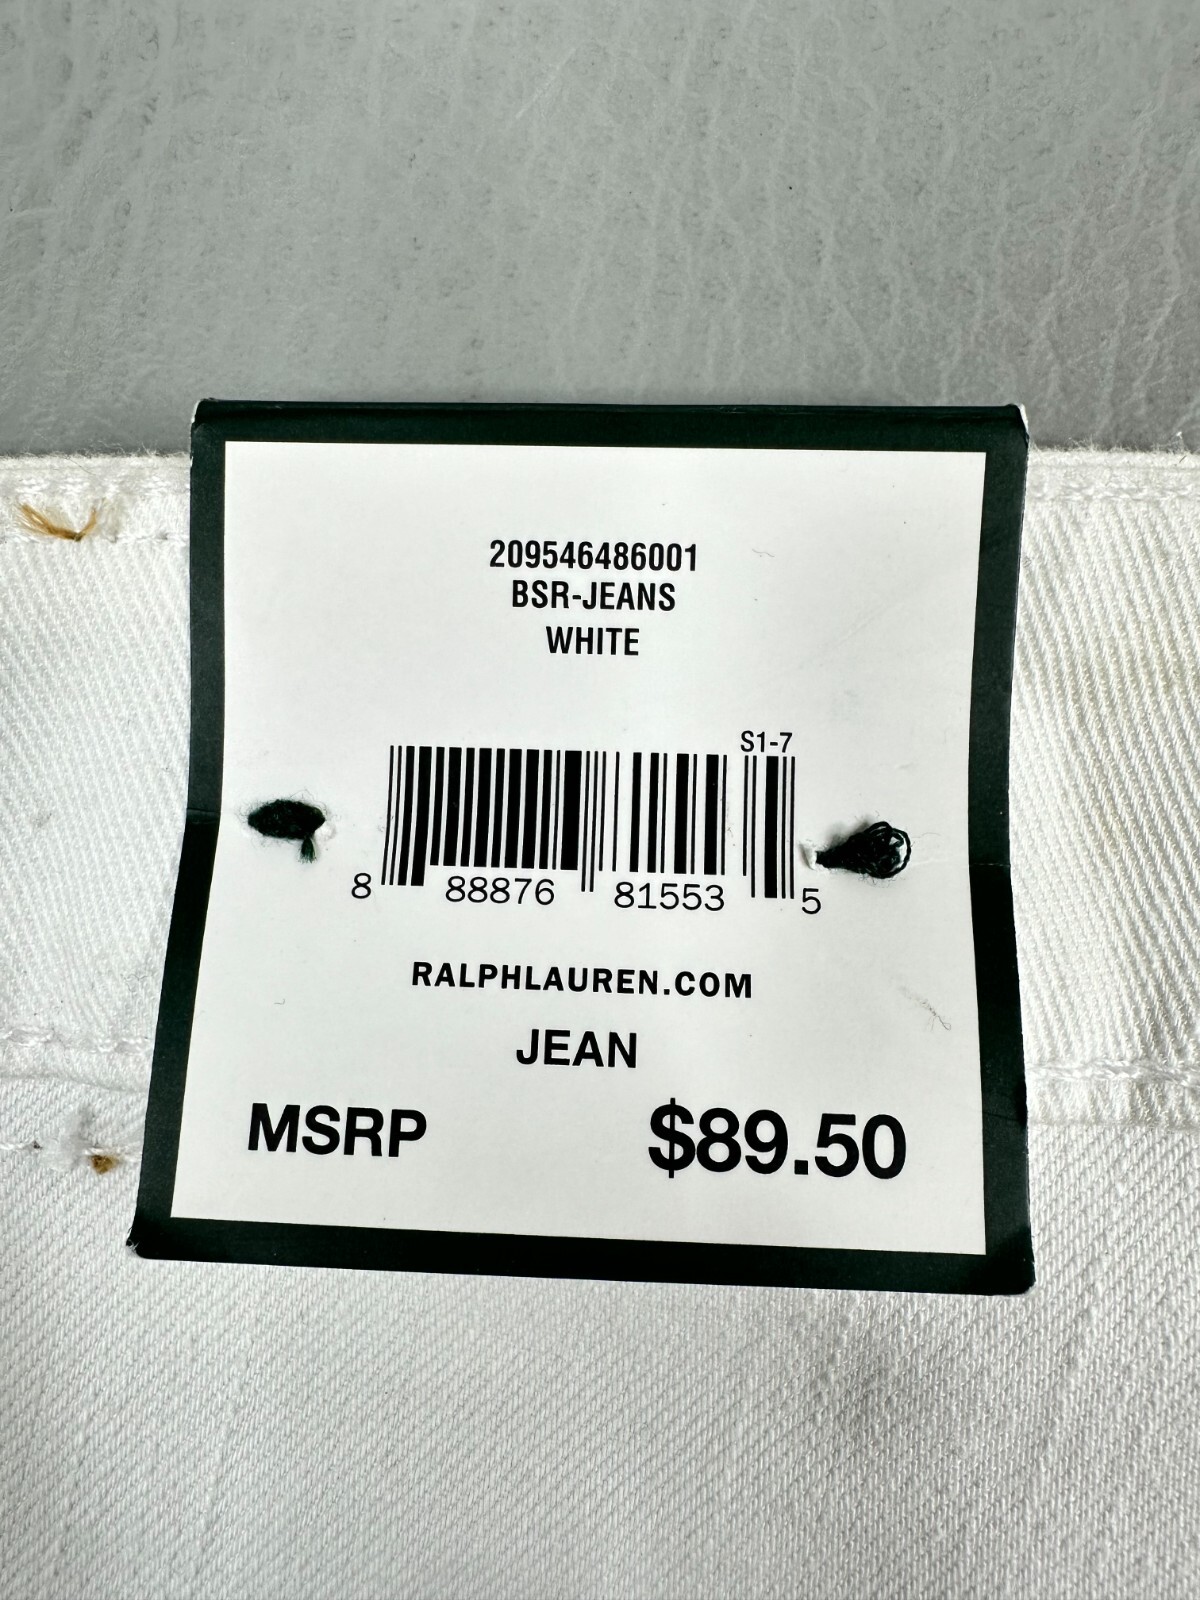 209546486001
BSR-JEANS
WHITE
S1-7
8 88876 81553 5
RALPHLAUREN.COM
JEAN
MSRP $89.50